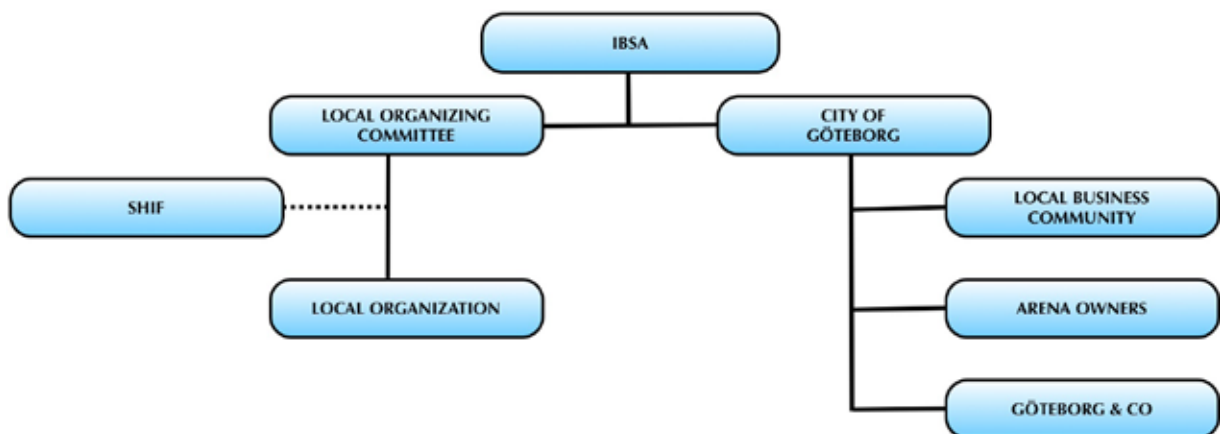 IBSA
LOCAL ORGANIZING
COMMITTEE
CITY OF
GÖTEBORG
SHIF
LOCAL BUSINESS
COMMUNITY
LOCAL ORGANIZATION
ARENA OWNERS
GÖTEBORG & CO